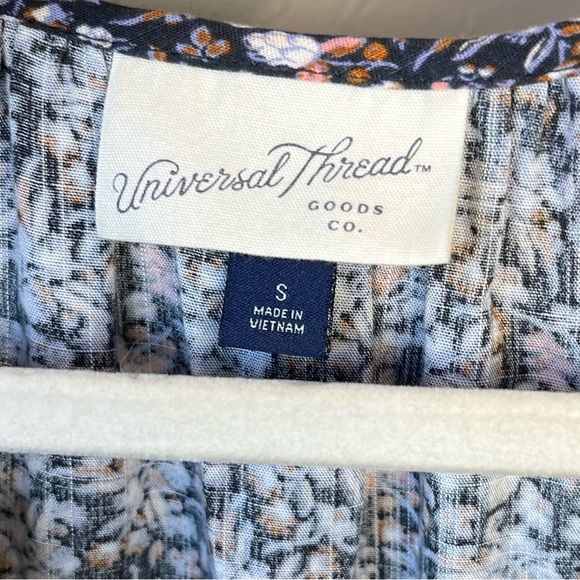 Universal Thread™
GOODS
CO.
S
MADE IN
VIETNAM